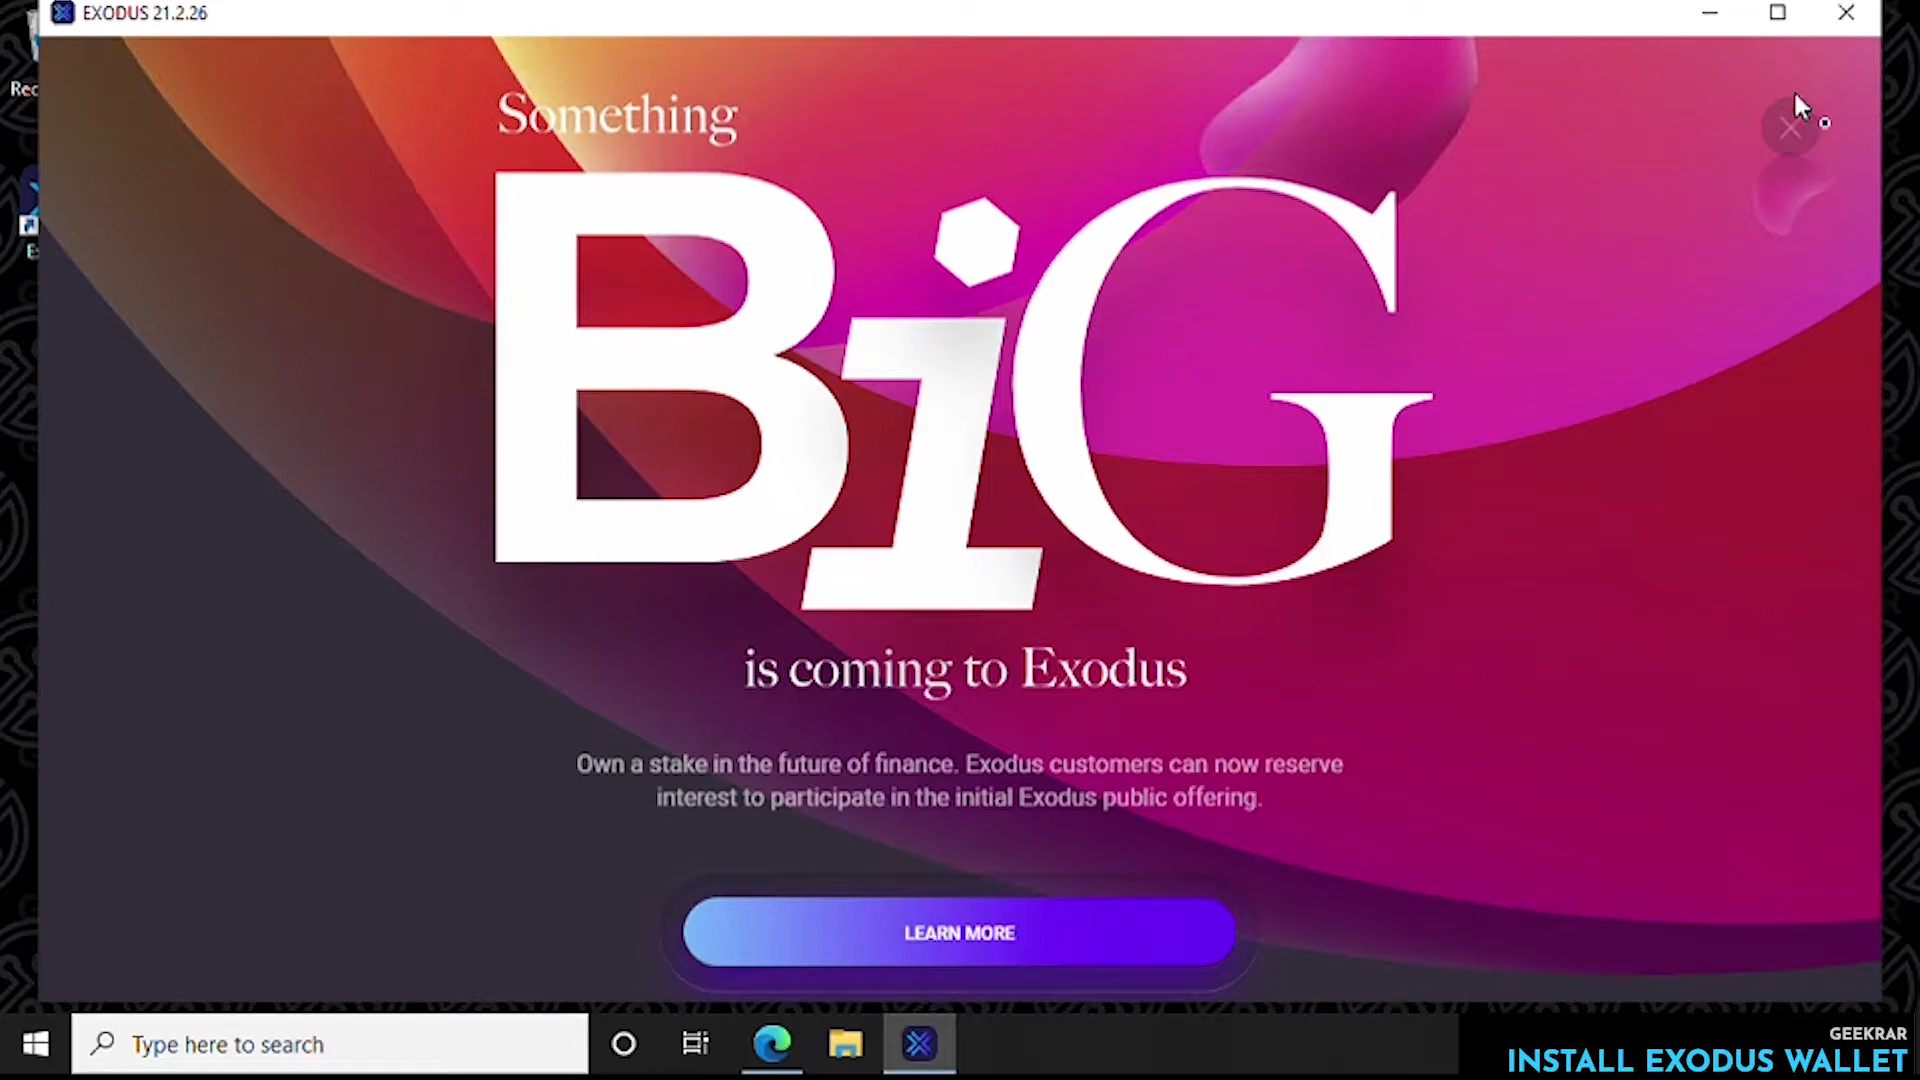 EXODUS 21.2.26
Rec
E
Something
BiG
is coming to Exodus
Own a stake in the future of finance. Exodus customers can now reserve
interest to participate in the initial Exodus public offering.
LEARN MORE
Type here to search
GEEKRAR
INSTALL EXODUS WALLET